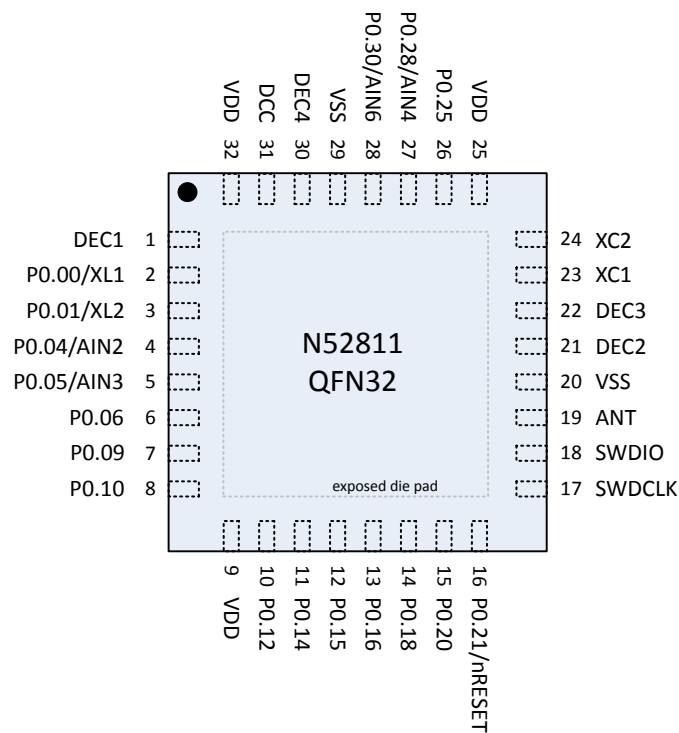 VDD 32
DCC 31
DEC4 30
VSS 29
P0.30/AIN6 28
P0.28/AIN4 27
P0.25 26
VDD 25
DEC1 1
P0.00/XL1 2
P0.01/XL2 3
P0.04/AIN2 4
P0.05/AIN3 5
P0.06 6
P0.09 7
P0.10 8
N52811
QFN32
exposed die pad
24 XC2
23 XC1
22 DEC3
21 DEC2
20 VSS
19 ANT
18 SWDIO
17 SWDCLK
9 VDD
10 P0.12
11 P0.14
12 P0.15
13 P0.16
14 P0.18
15 P0.20
16 P0.21/nRESET